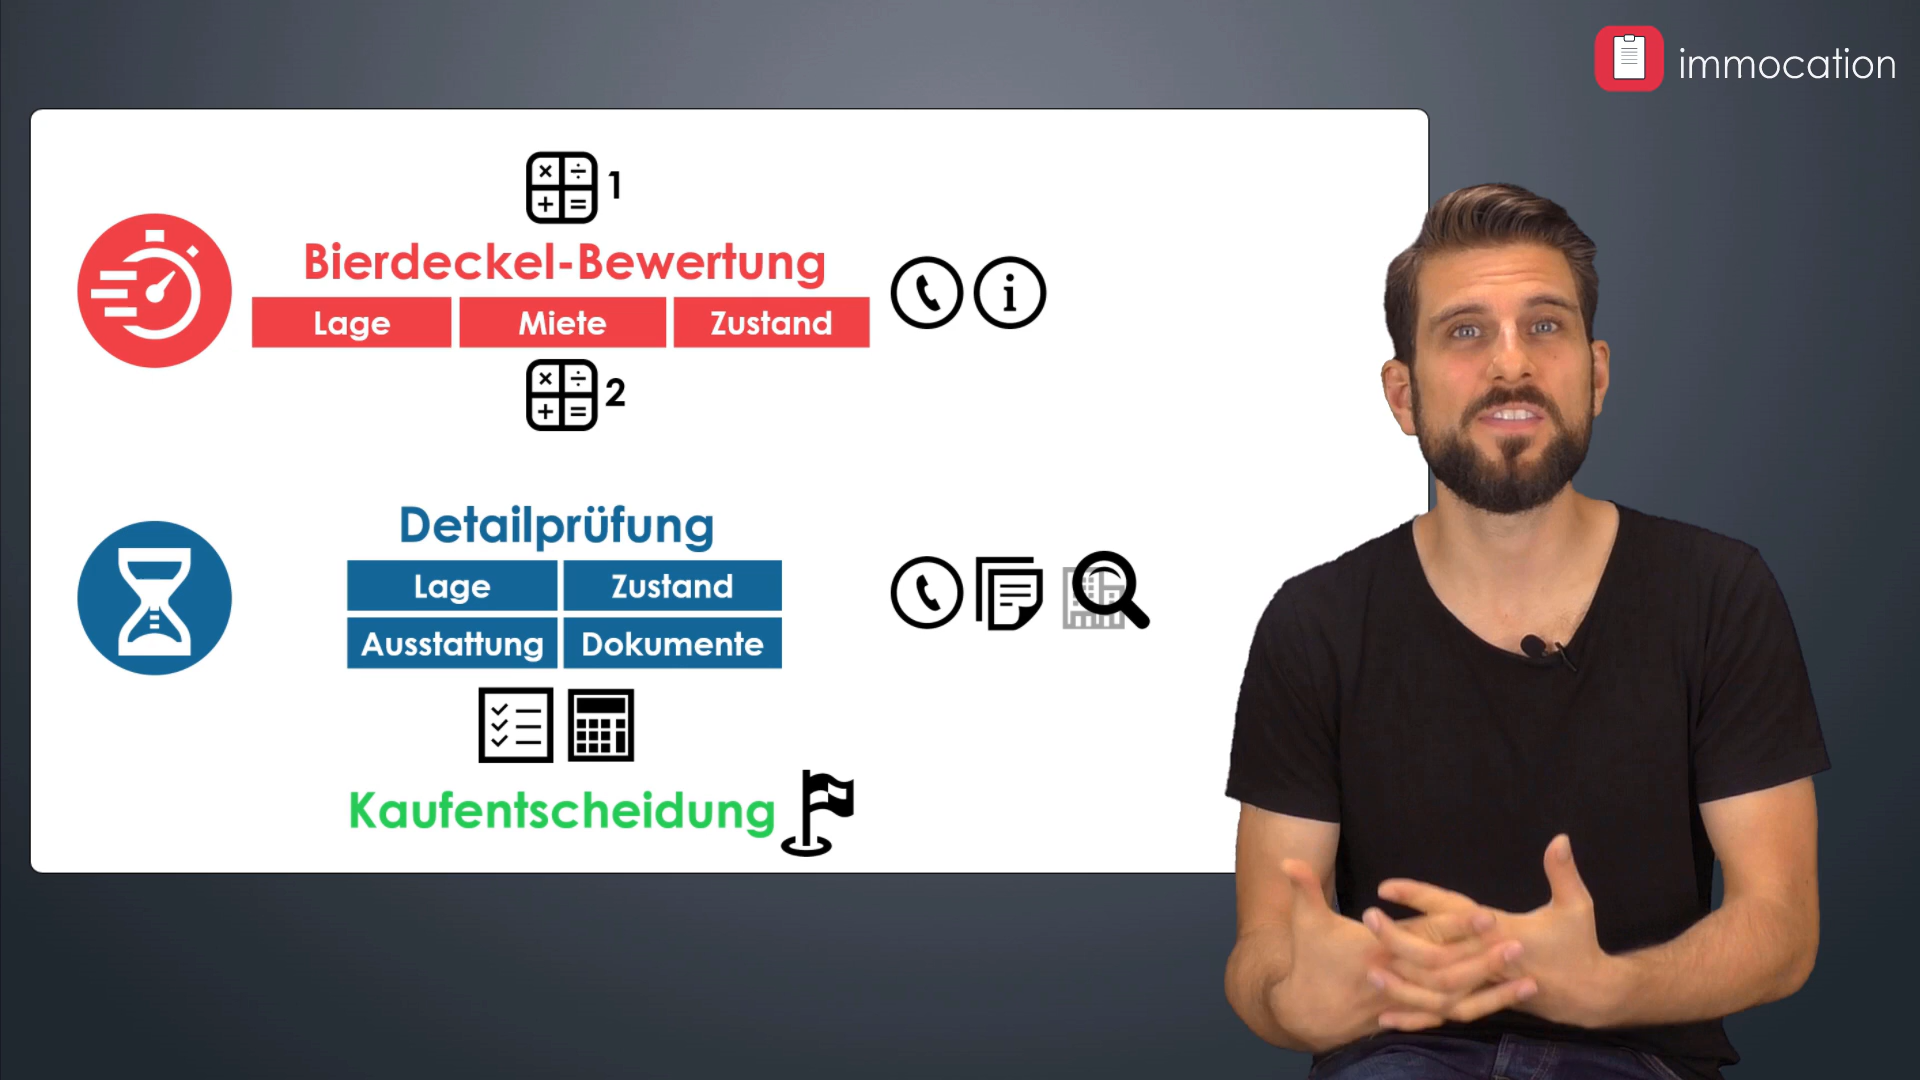 immocation
1
Bierdeckel-Bewertung
Lage Miete Zustand
2
Detailprüfung
Lage Zustand
Ausstattung Dokumente
Kaufentscheidung